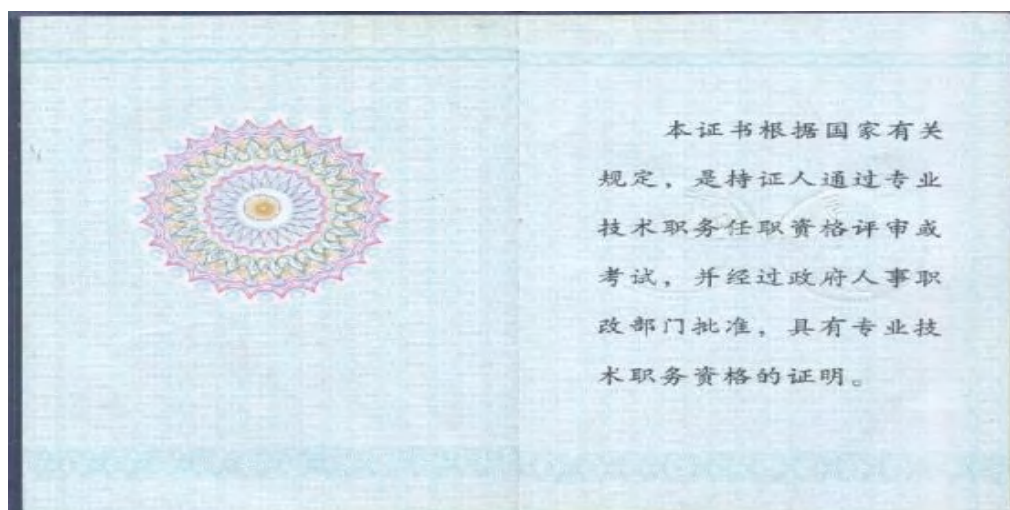 本证书根据国家有关
规定，是持证人通过专业
技术职务任职资格评审或
考试，并经过政府人事职
改部门批准，具有专业技
术职务资格的证明。